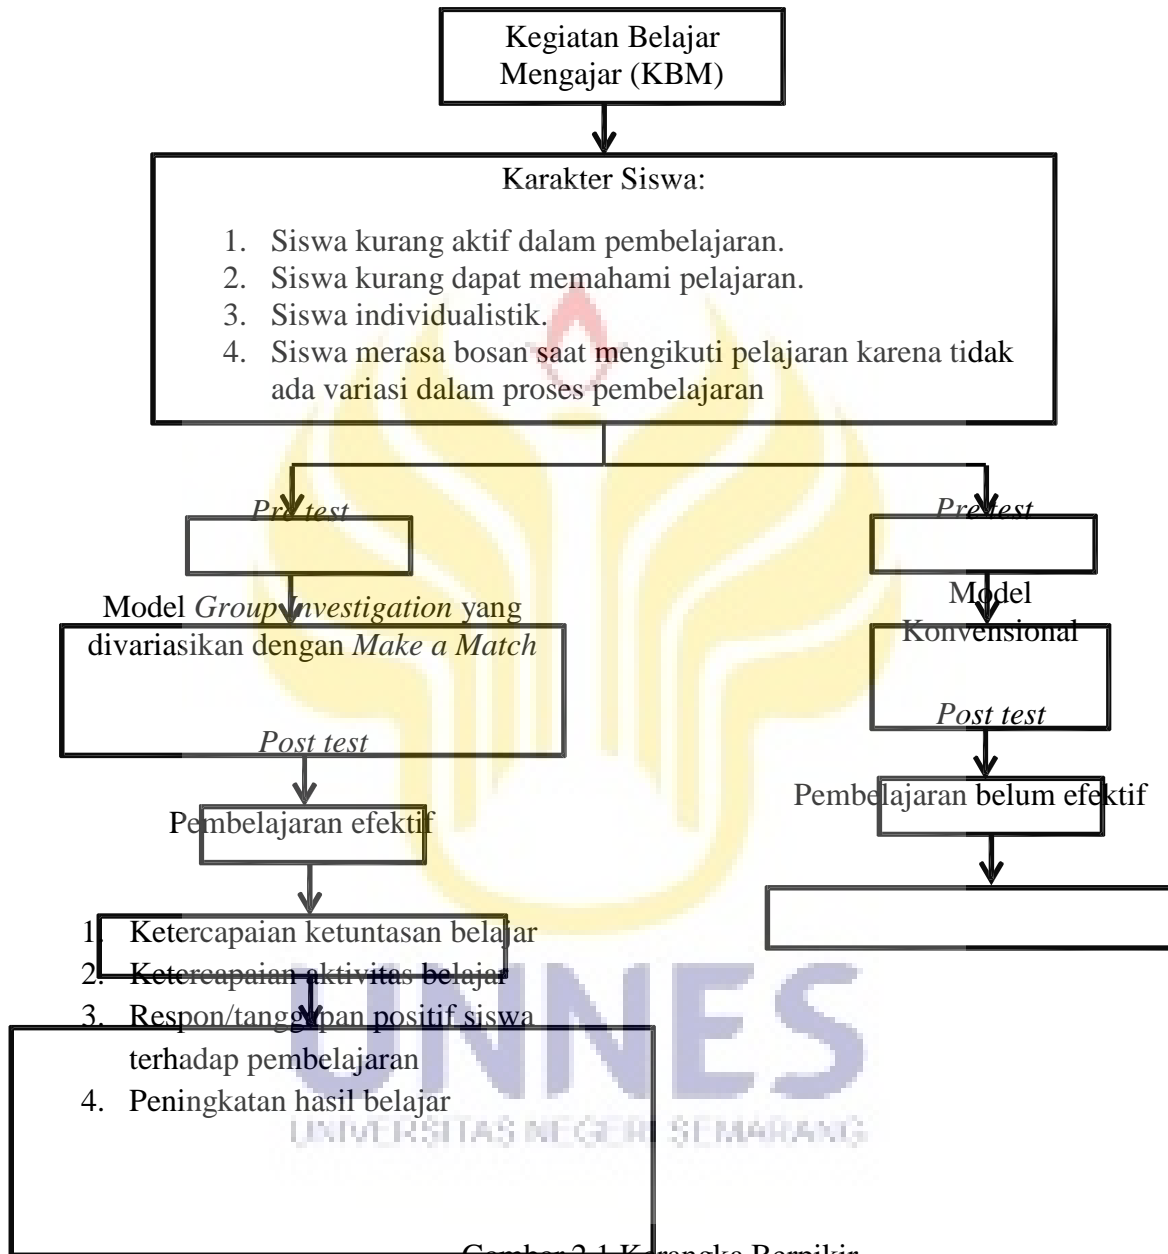 Kegiatan Belajar
Mengajar (KBM)
Karakter Siswa:
1. Siswa kurang aktif dalam pembelajaran.
2. Siswa kurang dapat memahami pelajaran.
3. Siswa individualistik.
4. Siswa merasa bosan saat mengikuti pelajaran karena tidak
ada variasi dalam proses pembelajaran
Pre test
Pre test
Model Group Investigation yang
divariasikan dengan Make a Match
Model
Konvensional
Post test
Post test
Pembelajaran efektif
Pembelajaran belum efektif
1. Ketercapaian ketuntasan belajar
2. Ketercapaian aktivitas belajar
3. Respon/tanggapan positif siswa
terhadap pembelajaran
4. Peningkatan hasil belajar
UNNES
UNIVERSITAS NEGERI SEMARANG
Gambar 2.1 Kerangka Berpikir